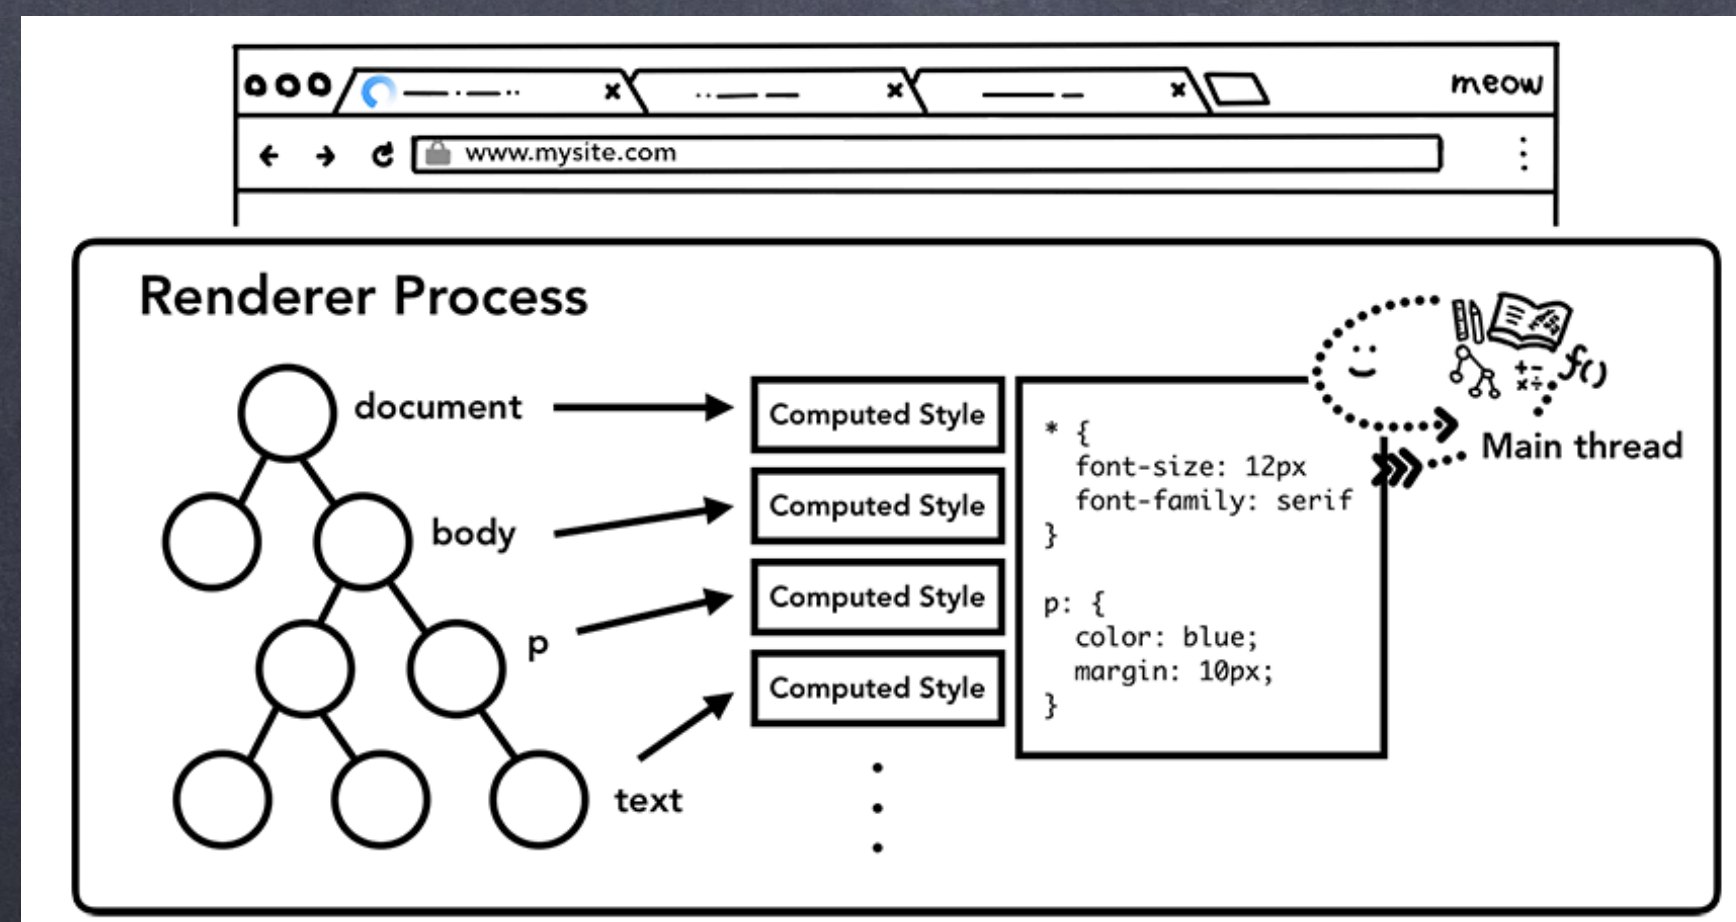 meow
www.mysite.com
Renderer Process
document
body
p
text
Computed Style
Computed Style
Computed Style
Computed Style
* {
font-size: 12px
font-family: serif
}
p: {
color: blue;
margin: 10px;
}
+-
×÷
f()
Main thread